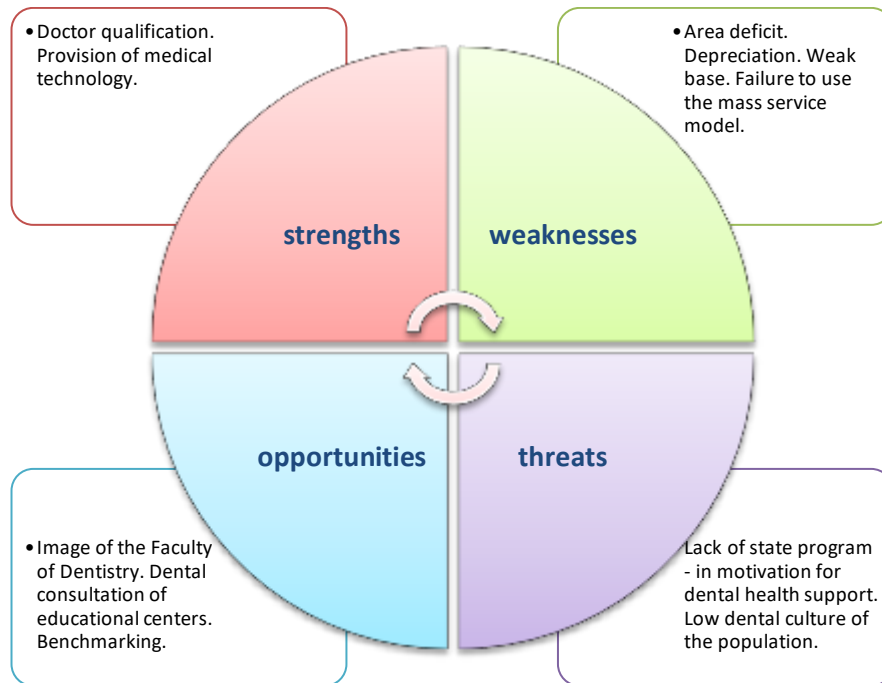 •Doctor qualification.
Provision of medical
technology.
•Area deficit.
Depreciation. Weak
base. Failure to use
the mass service
model.
strengths
weaknesses
opportunities
threats
•Image of the Faculty
of Dentistry. Dental
consultation of
educational centers.
Benchmarking.
Lack of state program
- in motivation for
dental health support.
Low dental culture of
the population.